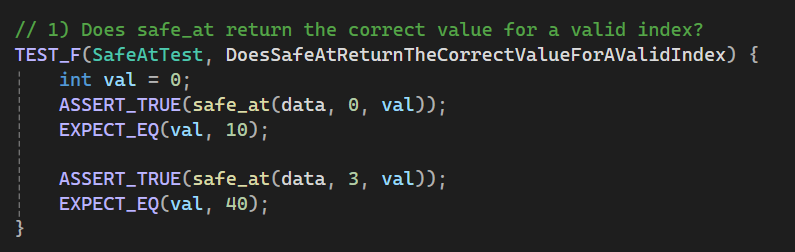 // 1) Does safe_at return the correct value for a valid index?
TEST_F(SafeAtTest, DoesSafeAtReturnTheCorrectValueForAValidIndex) {
    int val = 0;
    ASSERT_TRUE(safe_at(data, 0, val));
    EXPECT_EQ(val, 10);

    ASSERT_TRUE(safe_at(data, 3, val));
    EXPECT_EQ(val, 40);
}